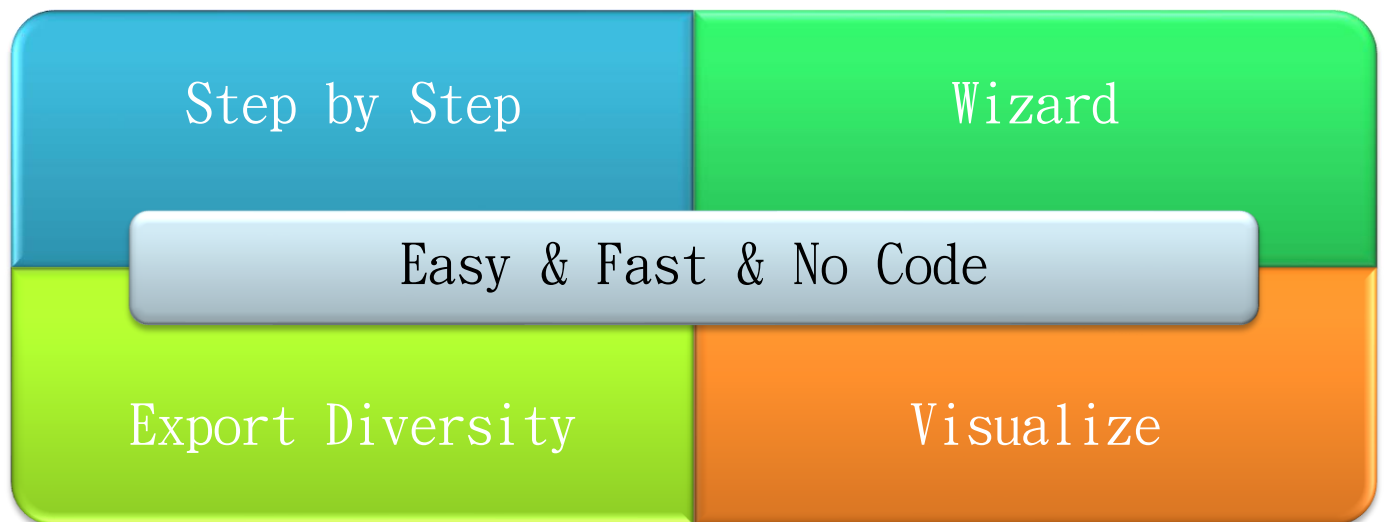 Step by Step
Wizard
Easy & Fast & No Code
Export Diversity
Visualize